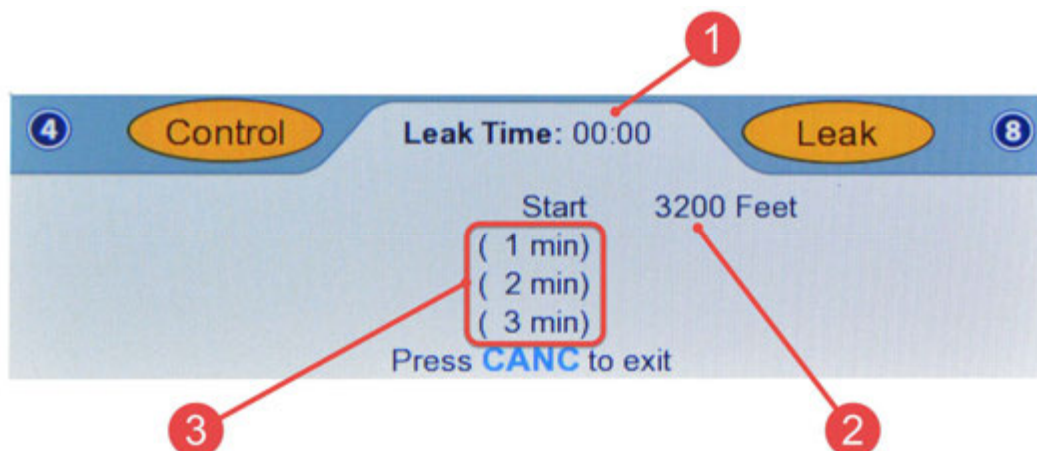 1
4 Control Leak Time: 00:00 Leak 8
Start 3200 Feet
( 1 min)
( 2 min)
( 3 min)
Press CANC to exit
3 2